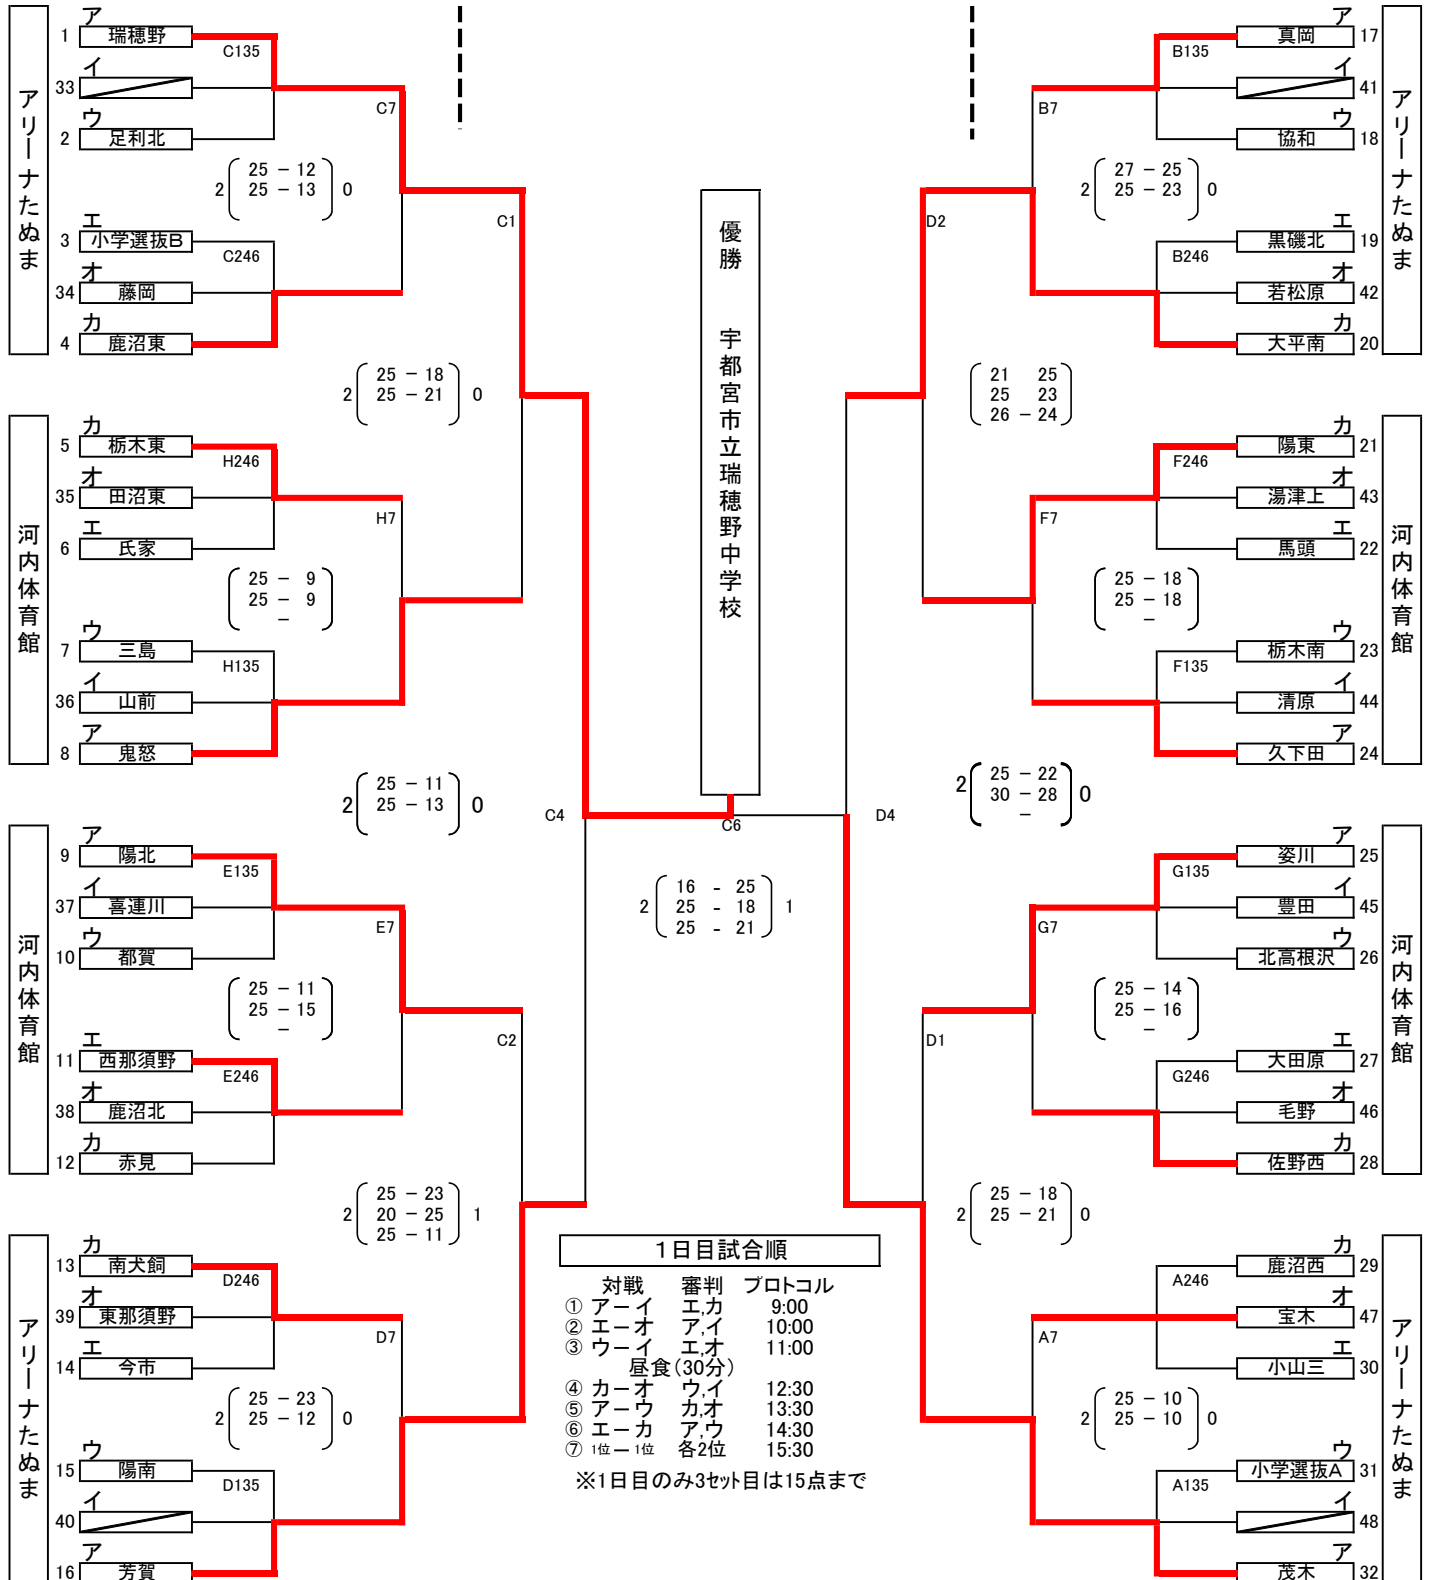 アリーナたぬま
ア
1 瑞穂野
C135
イ
33
C7
ウ
2 足利北
2 25 － 12 0
25 － 13
C1
エ
3 小学選抜B
C246
オ
34 藤岡
カ
4 鹿沼東
2 25 － 18 0
25 － 21
河内体育館
カ
5 栃木東
H246
オ
35 田沼東
H7
エ
6 氏家
25 － 9
25 － 9
－
ウ
7 三島
H135
イ
36 山前
ア
8 鬼怒
2 25 － 11 0
25 － 13
C4
河内体育館
ア
9 陽北
E135
イ
37 喜連川
E7
ウ
10 都賀
25 － 11
25 － 15
－
C2
エ
11 西那須野
E246
オ
38 鹿沼北
カ
12 赤見
2 25 － 23 1
20 － 25
25 － 11
アリーナたぬま
カ
13 南犬飼
D246
オ
39 東那須野
D7
エ
14 今市
2 25 － 23 0
25 － 12
ウ
15 陽南
D135
イ
40
ア
16 芳賀
優勝　宇都宮市立瑞穂野中学校
C6
2 16 - 25 1
25 - 18
25 - 21
1日目試合順
対戦 審判 プロトコル
① アーイ エ,カ 9:00
② エーオ ア,イ 10:00
③ ウーイ エ,オ 11:00
昼食(30分)
④ カーオ ウ,イ 12:30
⑤ アーウ カ,オ 13:30
⑥ エーカ ア,ウ 14:30
⑦ 1位ー1位 各2位 15:30
※1日目のみ3セット目は15点まで
アリーナたぬま
ア
真岡 17
B135
イ
41
B7
ウ
協和 18
2 27 － 25 0
25 － 23
D2
エ
黒磯北 19
B246
オ
若松原 42
カ
大平南 20
21 25
25 23
26 － 24
河内体育館
カ
陽東 21
F246
オ
湯津上 43
F7
エ
馬頭 22
25 － 18
25 － 18
－
ウ
栃木南 23
F135
イ
清原 44
ア
久下田 24
2 25 － 22 0
30 － 28
－
D4
河内体育館
ア
姿川 25
G135
イ
豊田 45
G7
ウ
北高根沢 26
25 － 14
25 － 16
－
D1
エ
大田原 27
G246
オ
毛野 46
カ
佐野西 28
2 25 － 18 0
25 － 21
アリーナたぬま
カ
鹿沼西 29
A246
オ
宝木 47
A7
エ
小山三 30
2 25 － 10 0
25 － 10
ウ
小学選抜A 31
A135
イ
48
ア
茂木 32